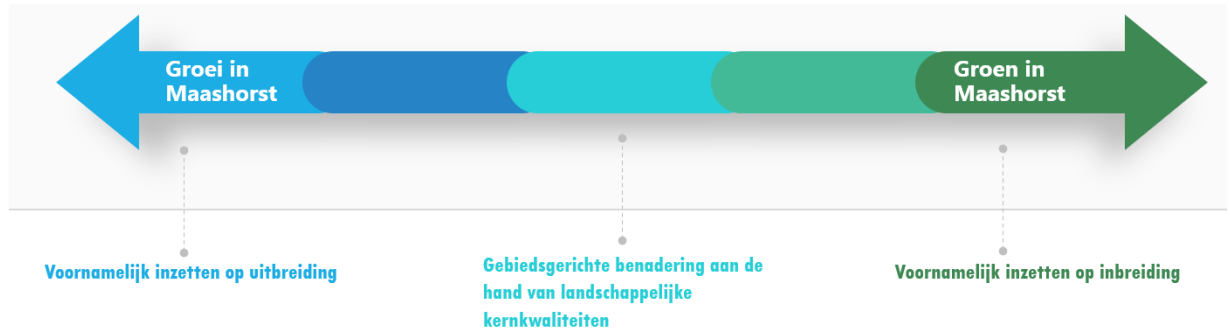 Groei in
Maashorst
Groen in
Maashorst
Voornamelijk inzetten op uitbreiding
Gebiedsgerichte benadering aan de
hand van landschappelijke
kernkwaliteiten
Voornamelijk inzetten op inbreiding